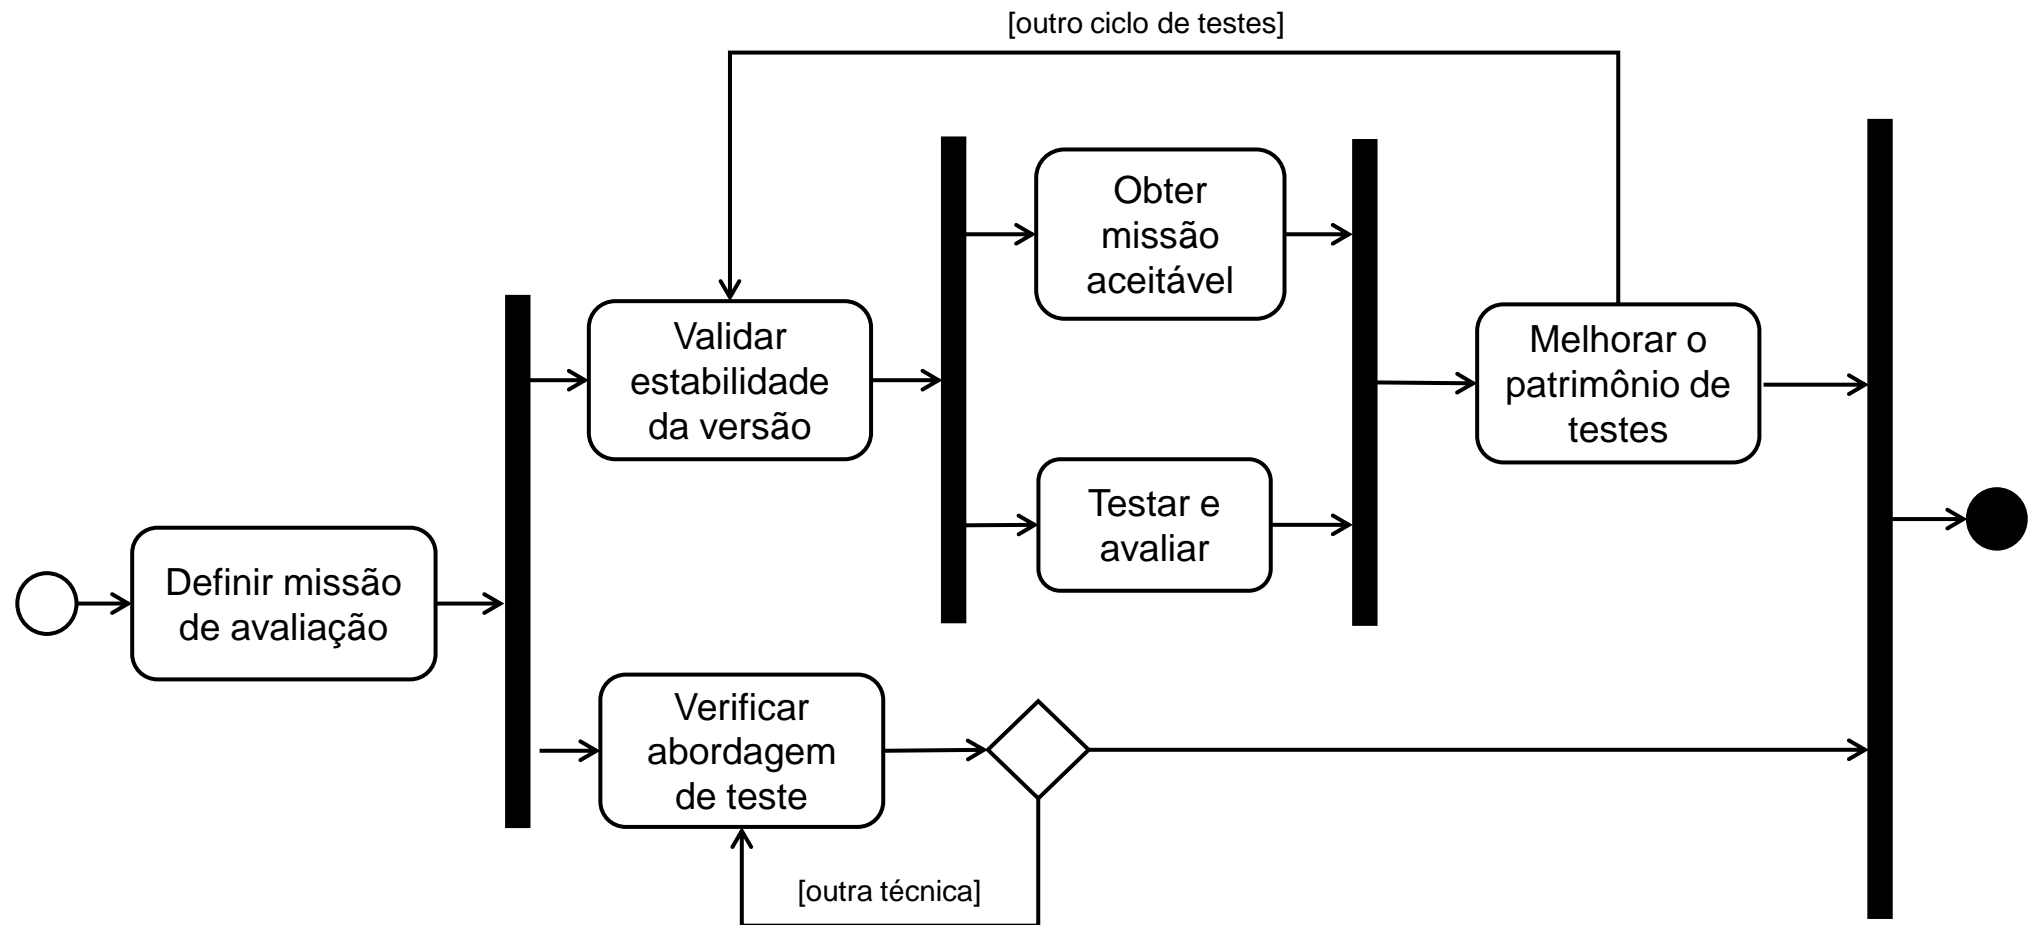 [outro ciclo de testes]
Obter
missão
aceitável
Validar
estabilidade
da versão
Melhorar o
patrimônio de
testes
Testar e
avaliar
Definir missão
de avaliação
Verificar
abordagem
de teste
[outra técnica]